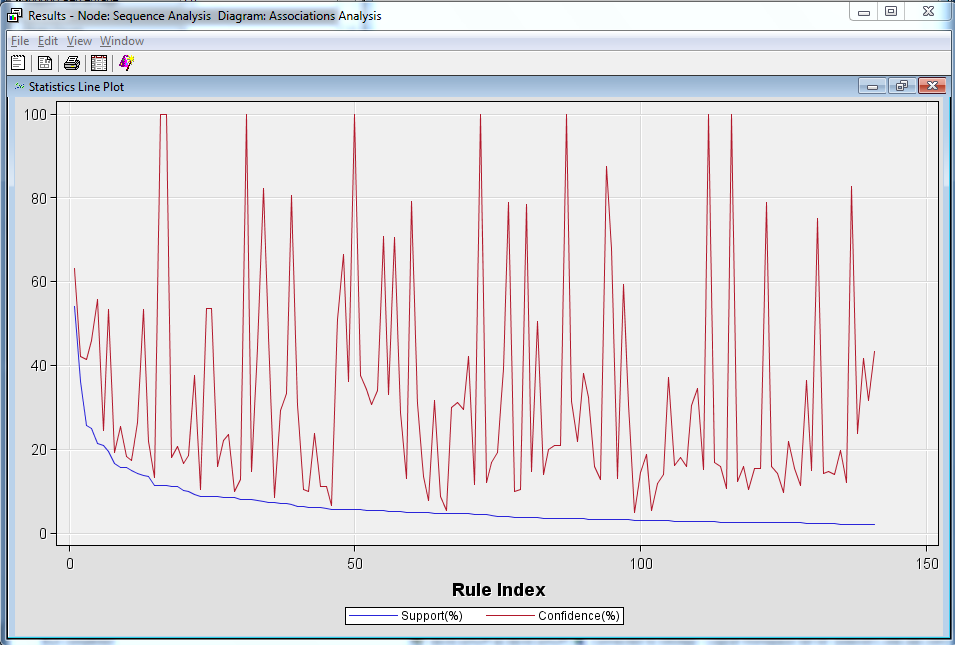 Results - Node: Sequence Analysis  Diagram: Associations Analysis
File Edit View Window
Statistics Line Plot
100
80
60
40
20
0
0 50 100 150
Rule Index
Support(%) Confidence(%)